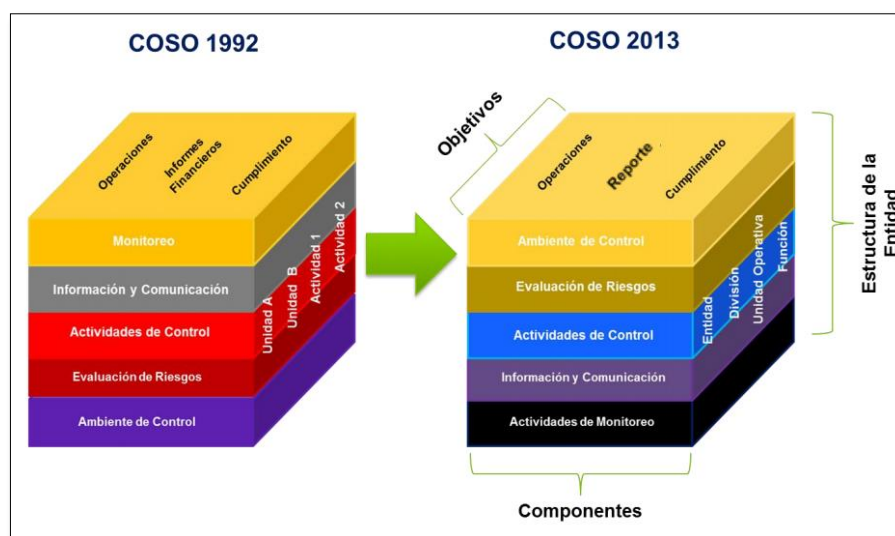 COSO 1992
Operaciones
Informes
Financieros
Cumplimiento
Monitoreo
Información y Comunicación
Actividades de Control
Evaluación de Riesgos
Ambiente de Control
Unidad A
Unidad B
Actividad 1
Actividad 2
COSO 2013
Objetivos
Operaciones
Reporte
Cumplimiento
Ambiente de Control
Evaluación de Riesgos
Actividades de Control
Información y Comunicación
Actividades de Monitoreo
Entidad
División
Unidad Operativa
Función
Estructura de la
Entidad
Componentes